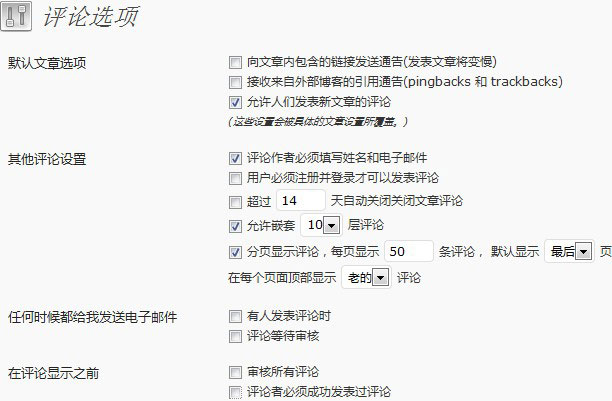 评论选项
默认文章选项
向文章内包含的链接发送通告(发表文章将变慢)
接收来自外部博客的引用通告(pingbacks 和 trackbacks)
允许人们发表新文章的评论
(这些设置会被具体的文章设置所覆盖。)
其他评论设置
评论作者必须填写姓名和电子邮件
用户必须注册并登录才可以发表评论
超过 14 天自动关闭关闭文章评论
允许嵌套 10 层评论
分页显示评论，每页显示 50 条评论， 默认显示 最后 页
在每个页面顶部显示 老的 评论
任何时候都给我发送电子邮件
有人发表评论时
评论等待审核
在评论显示之前
审核所有评论
评论者必须成功发表过评论